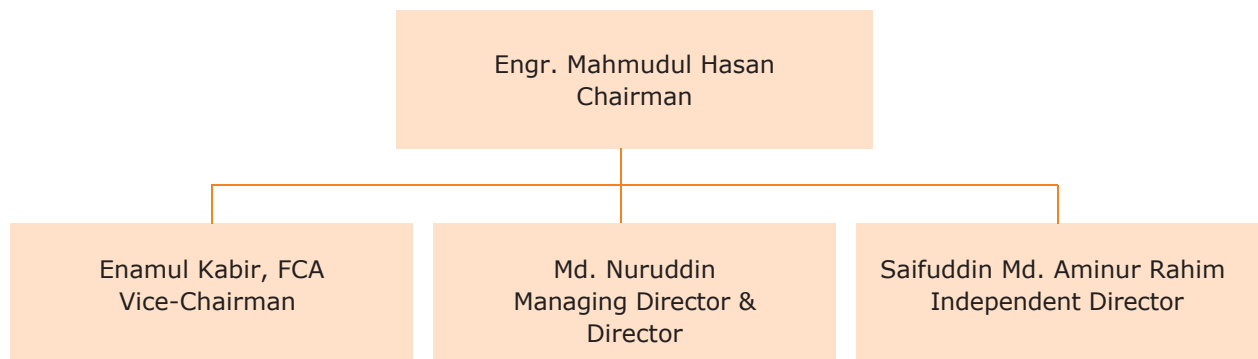 Engr. Mahmudul Hasan
Chairman
Enamul Kabir, FCA
Vice-Chairman
Md. Nuruddin
Managing Director &
Director
Saifuddin Md. Aminur Rahim
Independent Director